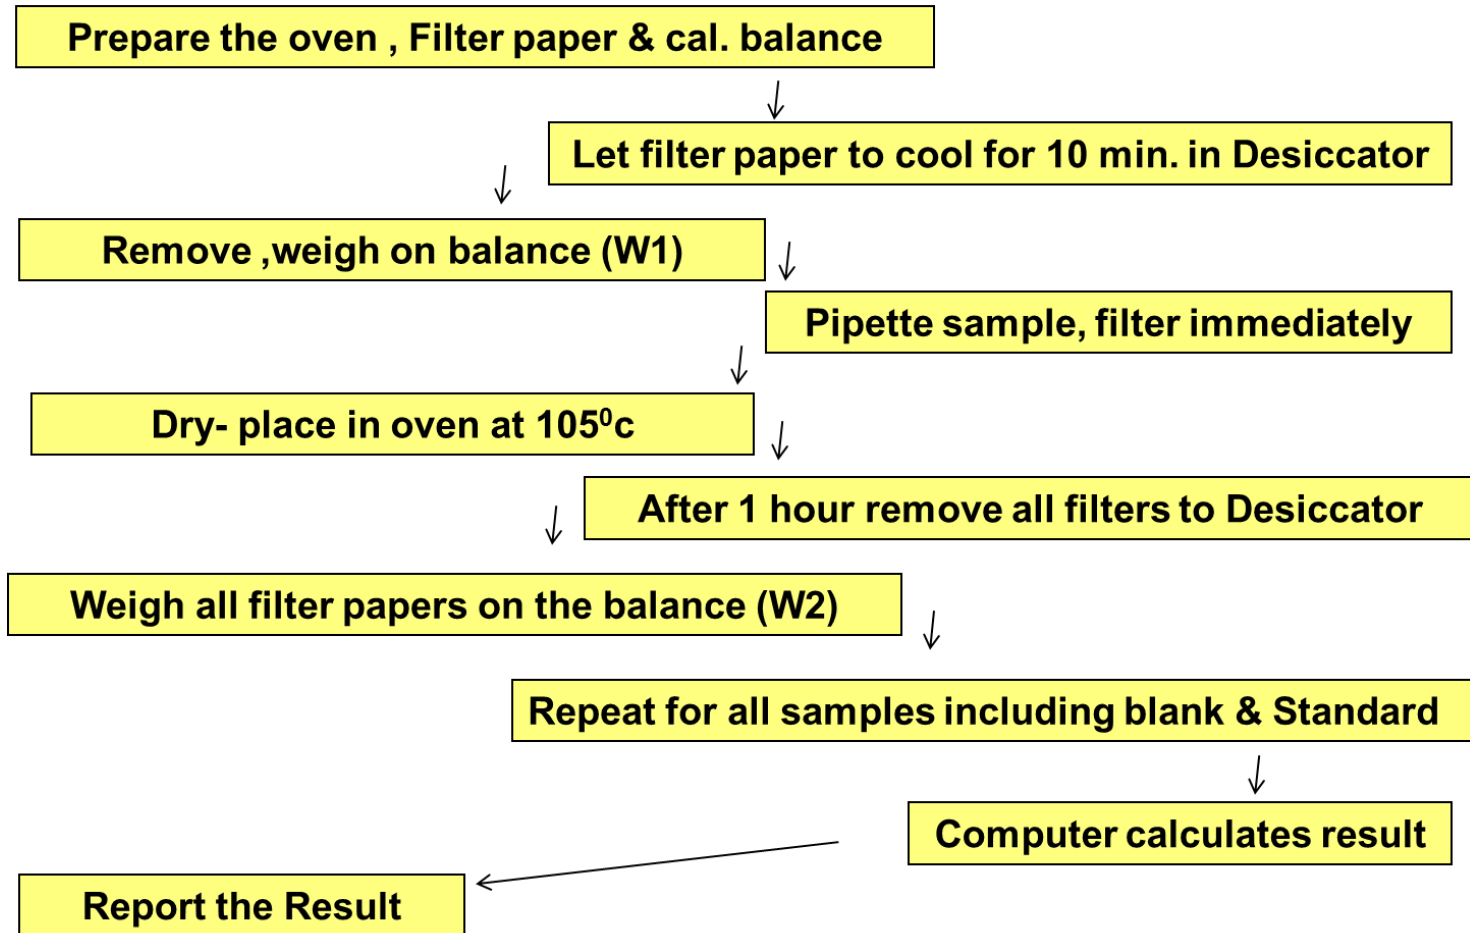 Prepare the oven , Filter paper & cal. balance
Let filter paper to cool for 10 min. in Desiccator
Remove ,weigh on balance (W1)
Pipette sample, filter immediately
Dry- place in oven at 105⁰c
After 1 hour remove all filters to Desiccator
Weigh all filter papers on the balance (W2)
Repeat for all samples including blank & Standard
Computer calculates result
Report the Result